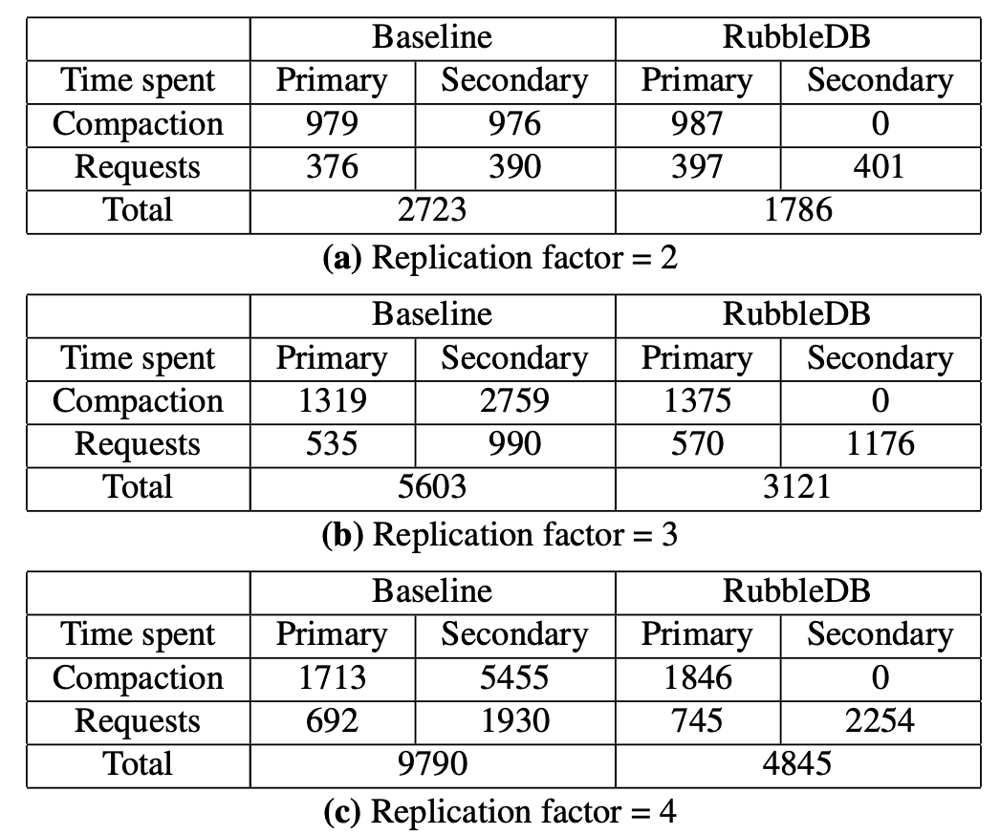 Baseline RubbleDB
Time spent Primary Secondary Primary Secondary
Compaction 979 976 987 0
Requests 376 390 397 401
Total 2723 1786
(a) Replication factor = 2
Baseline RubbleDB
Time spent Primary Secondary Primary Secondary
Compaction 1319 2759 1375 0
Requests 535 990 570 1176
Total 5603 3121
(b) Replication factor = 3
Baseline RubbleDB
Time spent Primary Secondary Primary Secondary
Compaction 1713 5455 1846 0
Requests 692 1930 745 2254
Total 9790 4845
(c) Replication factor = 4